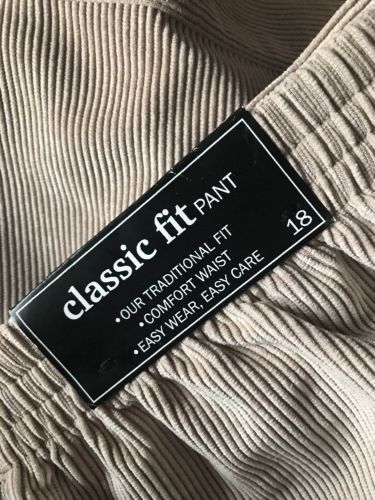 classic fit PANT
•OUR TRADITIONAL FIT
•COMFORT WAIST
•EASY WEAR, EASY CARE
18